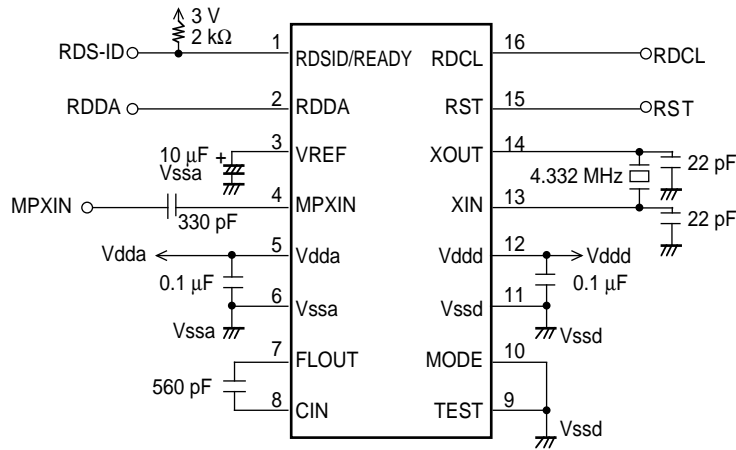 3 V
2 kΩ
RDS-ID 1 RDSID/READY RDCL 16 RDCL
RDDA 2 RDDA RST 15 RST
10 µF + 3 VREF XOUT 14 22 pF
Vssa
4.332 MHz
MPXIN 4 MPXIN XIN 13
330 pF 22 pF
Vdda 5 Vdda Vddd 12 Vddd
0.1 µF 0.1 µF
6 Vssa Vssd 11
Vssa Vssd
7 FLOUT MODE 10
560 pF
8 CIN TEST 9
Vssd